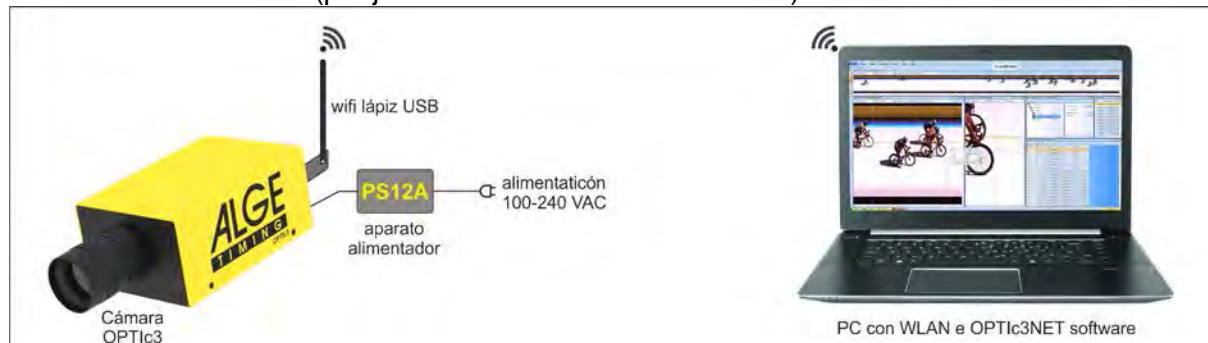 wifi lápiz USB
ALGE
TIMING
OPTIc3
PS12A
alimentaticón
100-240 VAC
aparato
alimentador
Cámara
OPTIc3
PC con WLAN e OPTIc3NET software